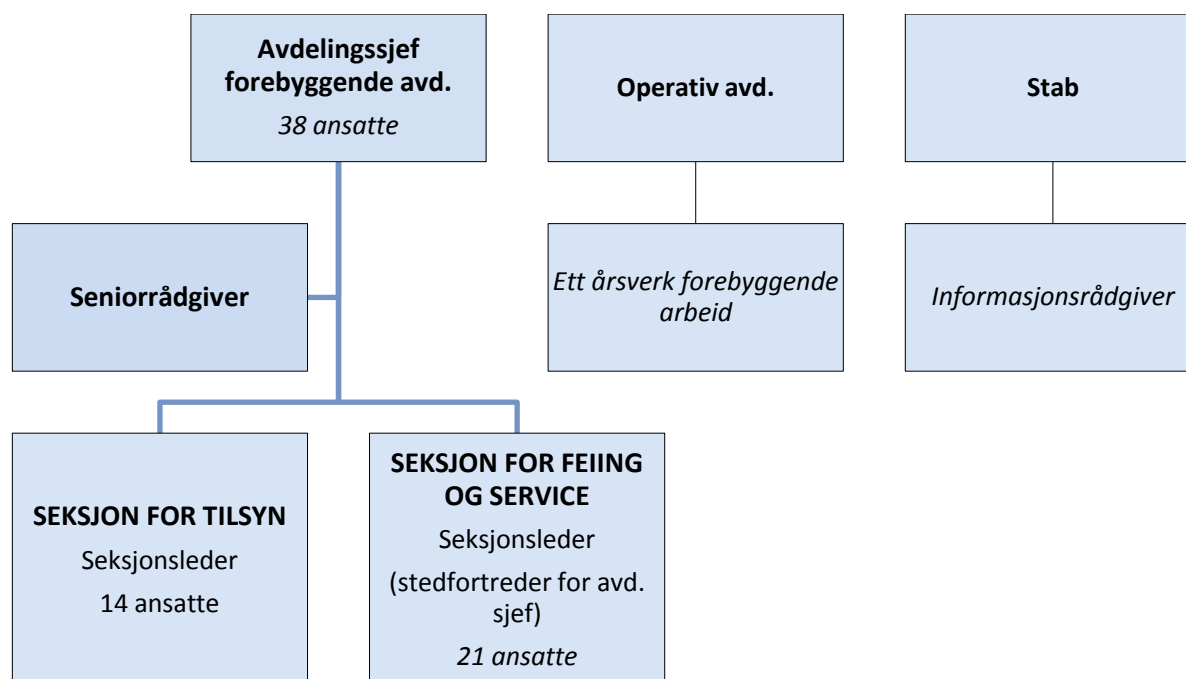 Avdelingssjef
forebyggende avd.
38 ansatte
Operativ avd.
Stab
Seniorrådgiver
Ett årsverk forebyggende
arbeid
Informasjonsrådgiver
SEKSJON FOR TILSYN
Seksjonsleder
14 ansatte
SEKSJON FOR FEIING
OG SERVICE
Seksjonsleder
(stedfortreder for avd.
sjef)
21 ansatte